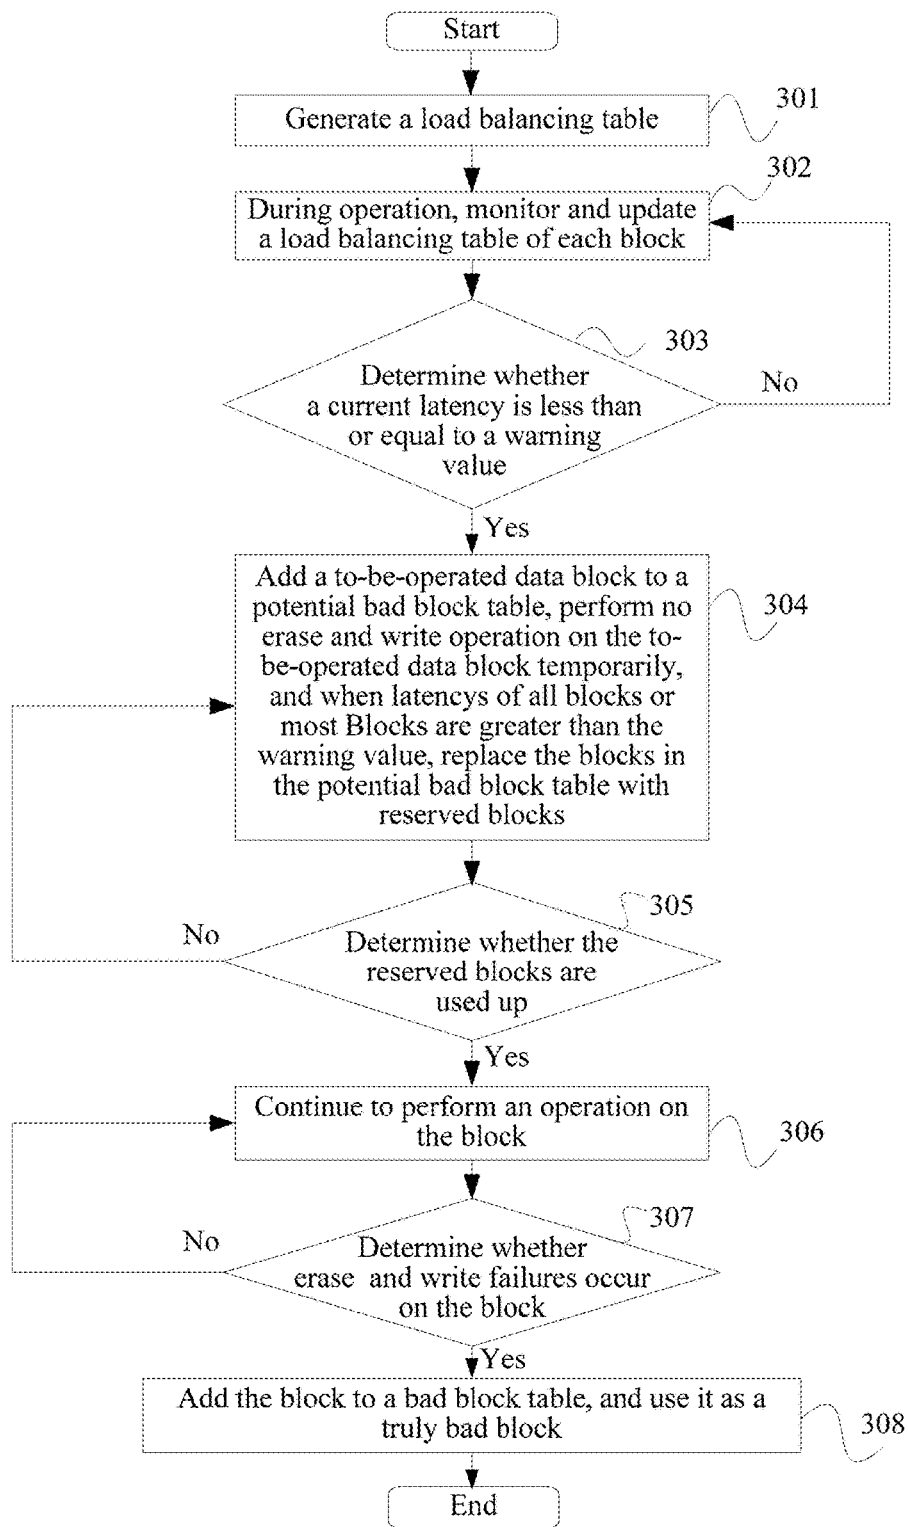 Start
Generate a load balancing table
301
During operation, monitor and update
a load balancing table of each block
302
303
Determine whether
a current latency is less than
or equal to a warning
value
No
Yes
Add a to-be-operated data block to a
potential bad block table, perform no
erase and write operation on the to-
be-operated data block temporarily,
and when latencys of all blocks or
most Blocks are greater than the
warning value, replace the blocks in
the potential bad block table with
reserved blocks
304
305
Determine whether the
reserved blocks are
used up
No
Yes
Continue to perform an operation on
the block
306
307
Determine whether
erase and write failures occur
on the block
No
Yes
Add the block to a bad block table, and use it as a
truly bad block
308
End